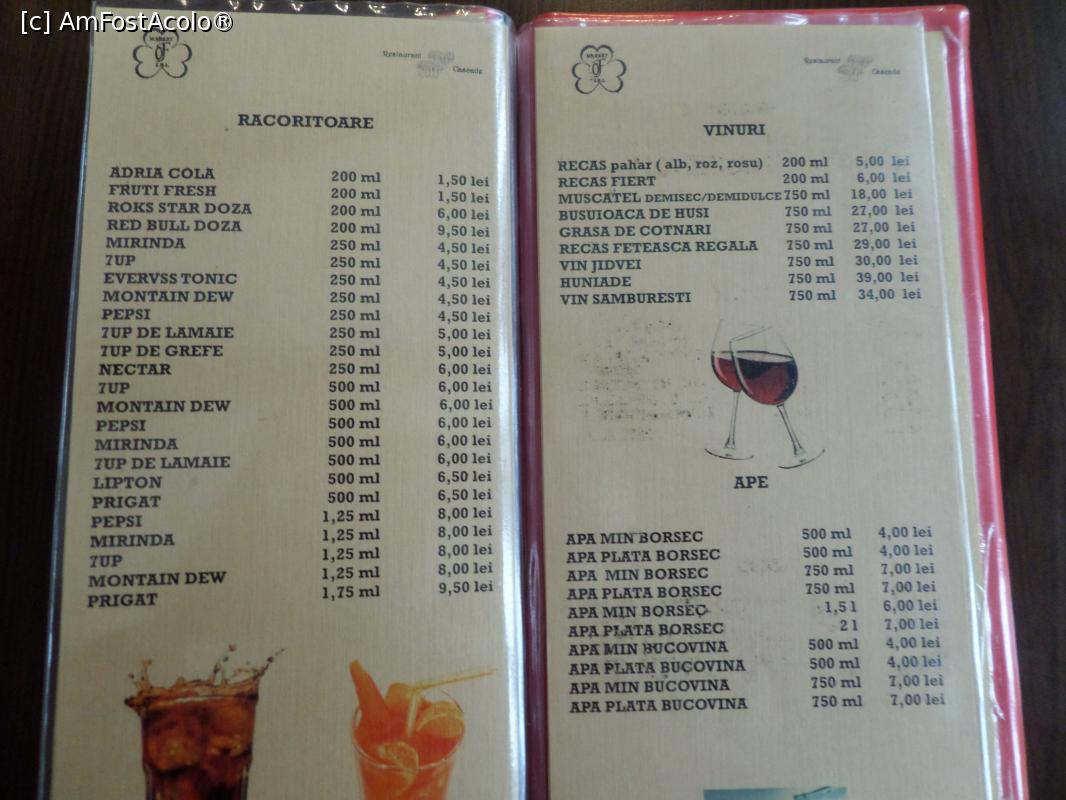 [c] AmFostAcolo®
MARKET
OF
S.R.L.
Restaurant
Cascada
RACORITOARE
ADRIA COLA 200 ml 1,50 lei
FRUTI FRESH 200 ml 1,50 lei
ROKS STAR DOZA 200 ml 6,00 lei
RED BULL DOZA 200 ml 9,50 lei
MIRINDA 250 ml 4,50 lei
7UP 250 ml 4,50 lei
EVERVSS TONIC 250 ml 4,50 lei
MONTAIN DEW 250 ml 4,50 lei
PEPSI 250 ml 4,50 lei
7UP DE LAMAIE 250 ml 5,00 lei
7UP DE GREFE 250 ml 5,00 lei
NECTAR 250 ml 6,00 lei
7UP 500 ml 6,00 lei
MONTAIN DEW 500 ml 6,00 lei
PEPSI 500 ml 6,00 lei
MIRINDA 500 ml 6,00 lei
7UP DE LAMAIE 500 ml 6,00 lei
LIPTON 500 ml 6,50 lei
PRIGAT 500 ml 6,50 lei
PEPSI 1,25 ml 8,00 lei
MIRINDA 1,25 ml 8,00 lei
7UP 1,25 ml 8,00 lei
MONTAIN DEW 1,25 ml 8,00 lei
PRIGAT 1,75 ml 9,50 lei
MARKET
OF
S.R.L.
Restaurant
Cascada
VINURI
RECAS pahar ( alb, roz, rosu) 200 ml 5,00 lei
RECAS FIERT 200 ml 6,00 lei
MUSCATEL DEMISEC/DEMIDULCE 750 ml 18,00 lei
BUSUIOACA DE HUSI 750 ml 27,00 lei
GRASA DE COTNARI 750 ml 27,00 lei
RECAS FETEASCA REGALA 750 ml 29,00 lei
VIN JIDVEI 750 ml 30,00 lei
HUNIADE 750 ml 39,00 lei
VIN SAMBURESTI 750 ml 34,00 lei
APE
APA MIN BORSEC 500 ml 4,00 lei
APA PLATA BORSEC 500 ml 4,00 lei
APA MIN BORSEC 750 ml 7,00 lei
APA PLATA BORSEC 750 ml 7,00 lei
APA MIN BORSEC 1,5 l 6,00 lei
APA PLATA BORSEC 2 l 7,00 lei
APA MIN BUCOVINA 500 ml 4,00 lei
APA PLATA BUCOVINA 500 ml 4,00 lei
APA MIN BUCOVINA 750 ml 7,00 lei
APA PLATA BUCOVINA 750 ml 7,00 lei